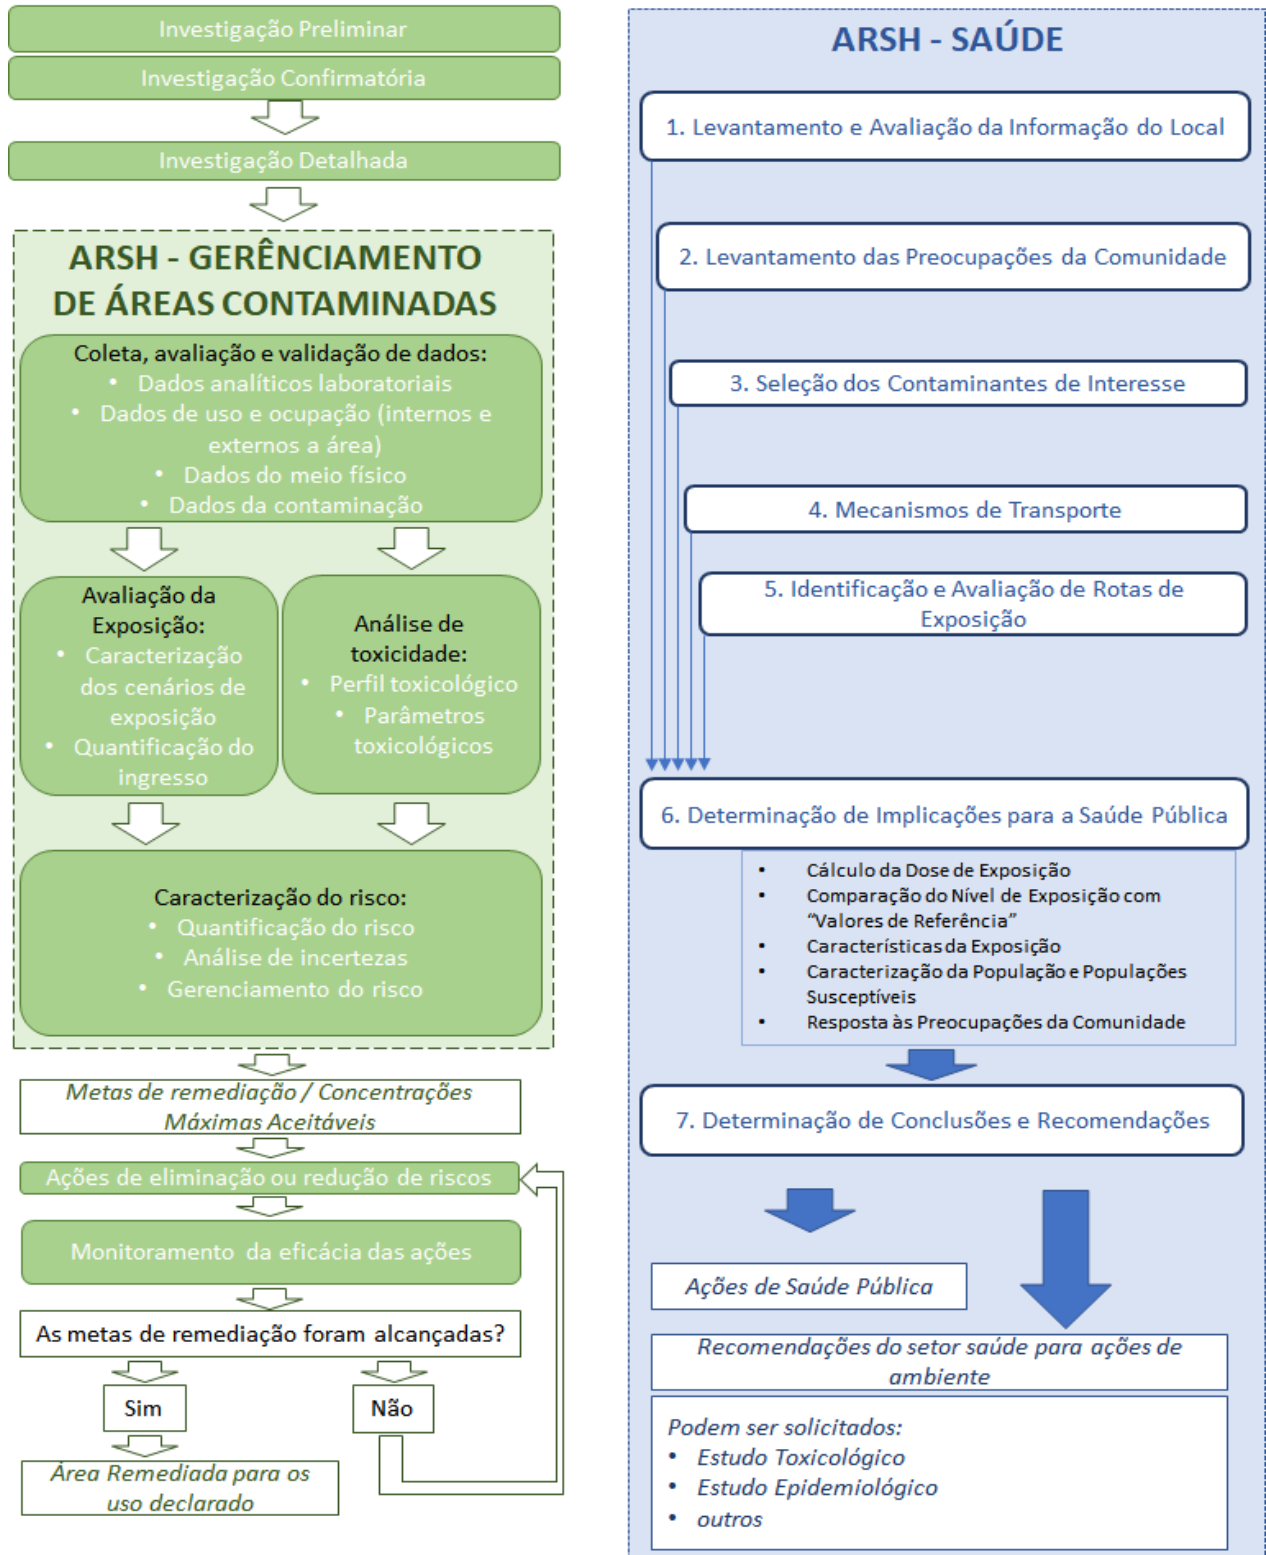 Investigação Preliminar
Investigação Confirmatória
Investigação Detalhada
ARSH - GERÊNCIAMENTO
DE ÁREAS CONTAMINADAS
Coleta, avaliação e validação de dados:
• Dados analíticos laboratoriais
• Dados de uso e ocupação (internos e
externos a área)
• Dados do meio físico
• Dados da contaminação
Avaliação da
Exposição:
• Caracterização
dos cenários de
exposição
• Quantificação do
ingresso
Análise de
toxicidade:
• Perfil toxicológico
• Parâmetros
toxicológicos
Caracterização do risco:
• Quantificação do risco
• Análise de incertezas
• Gerenciamento do risco
Metas de remediação / Concentrações
Máximas Aceitáveis
Ações de eliminação ou redução de riscos
Monitoramento da eficácia das ações
As metas de remediação foram alcançadas?
Sim
Não
Área Remediada para os
uso declarado
ARSH - SAÚDE
1. Levantamento e Avaliação da Informação do Local
2. Levantamento das Preocupações da Comunidade
3. Seleção dos Contaminantes de Interesse
4. Mecanismos de Transporte
5. Identificação e Avaliação de Rotas de
Exposição
6. Determinação de Implicações para a Saúde Pública
• Cálculo da Dose de Exposição
• Comparação do Nível de Exposição com
“Valores de Referência”
• Características da Exposição
• Caracterização da População e Populações
Susceptíveis
• Resposta às Preocupações da Comunidade
7. Determinação de Conclusões e Recomendações
Ações de Saúde Pública
Recomendações do setor saúde para ações de
ambiente
Podem ser solicitados:
• Estudo Toxicológico
• Estudo Epidemiológico
• outros